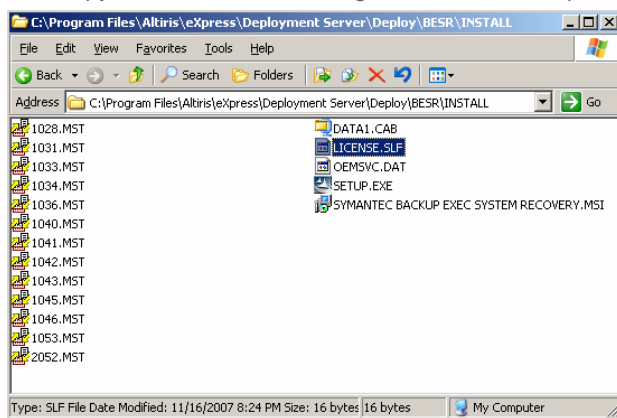 C:\Program Files\Altiris\eXpress\Deployment Server\Deploy\BESR\INSTALL
File Edit View Favorites Tools Help
Back Search Folders
Address C:\Program Files\Altiris\eXpress\Deployment Server\Deploy\BESR\INSTALL Go
1028.MST
1031.MST
1033.MST
1034.MST
1036.MST
1040.MST
1041.MST
1042.MST
1043.MST
1045.MST
1046.MST
1053.MST
2052.MST
DATA1.CAB
LICENSE.SLF
OEMSVC.DAT
SETUP.EXE
SYMANTEC BACKUP EXEC SYSTEM RECOVERY.MSI
Type: SLF File Date Modified: 11/16/2007 8:24 PM Size: 16 bytes 16 bytes My Computer